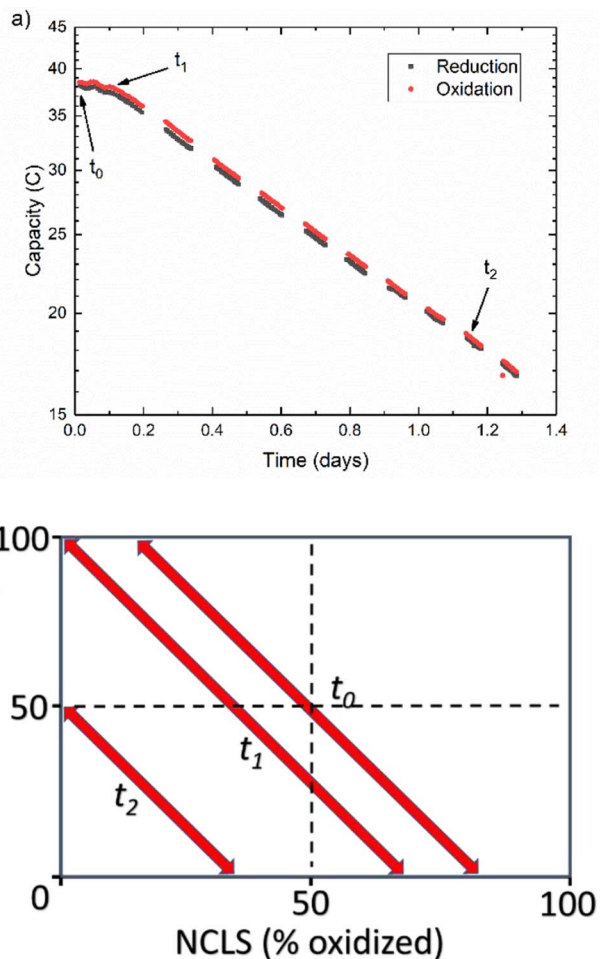 a)
45
40
35
30
25
20
15
Capacity (C)
t1
t0
t2
Reduction
Oxidation
0.0 0.2 0.4 0.6 0.8 1.0 1.2 1.4
Time (days)
100
50
0
t0
t1
t2
50 100
NCLS (% oxidized)